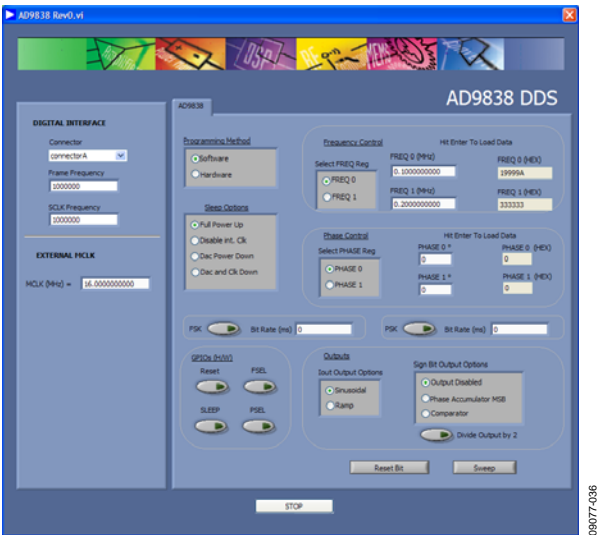 AD9838 Rev0.vi
DSP
RF
MEMS
AD9838 DDS
AD9838
DIGITAL INTERFACE
Connector
connectorA
Frame Frequency
1000000
SCLK Frequency
1000000
EXTERNAL MCLK
MCLK (MHz) = 16.0000000000
Programming Method
Software
Hardware
Sleep Options
Full Power Up
Disable int. Clk
Dac Power Down
Dac and Clk Down
Frequency Control
Hit Enter To Load Data
Select FREQ Reg
FREQ 0
FREQ 1
FREQ 0 (MHz)
0.1000000000
FREQ 0 (HEX)
19999A
FREQ 1 (MHz)
0.2000000000
FREQ 1 (HEX)
333333
Phase Control
Hit Enter To Load Data
Select PHASE Reg
PHASE 0
PHASE 1
PHASE 0 °
0
PHASE 0 (HEX)
0
PHASE 1 °
0
PHASE 1 (HEX)
0
FSK Bit Rate (ms) 0
PSK Bit Rate (ms) 0
GPIOs (H/W)
Reset FSEL
SLEEP PSEL
Outputs
Iout Output Options
Sinusoidal
Ramp
Sign Bit Output Options
Output Disabled
Phase Accumulator MSB
Comparator
Divide Output by 2
Reset Bit
Sweep
STOP
09077-036